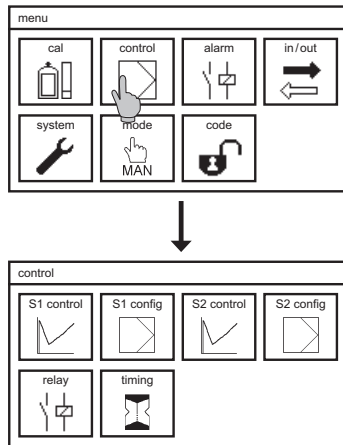 menu
cal control alarm in/out
system mode code
MAN
control
S1 control S1 config S2 control S2 config
relay timing